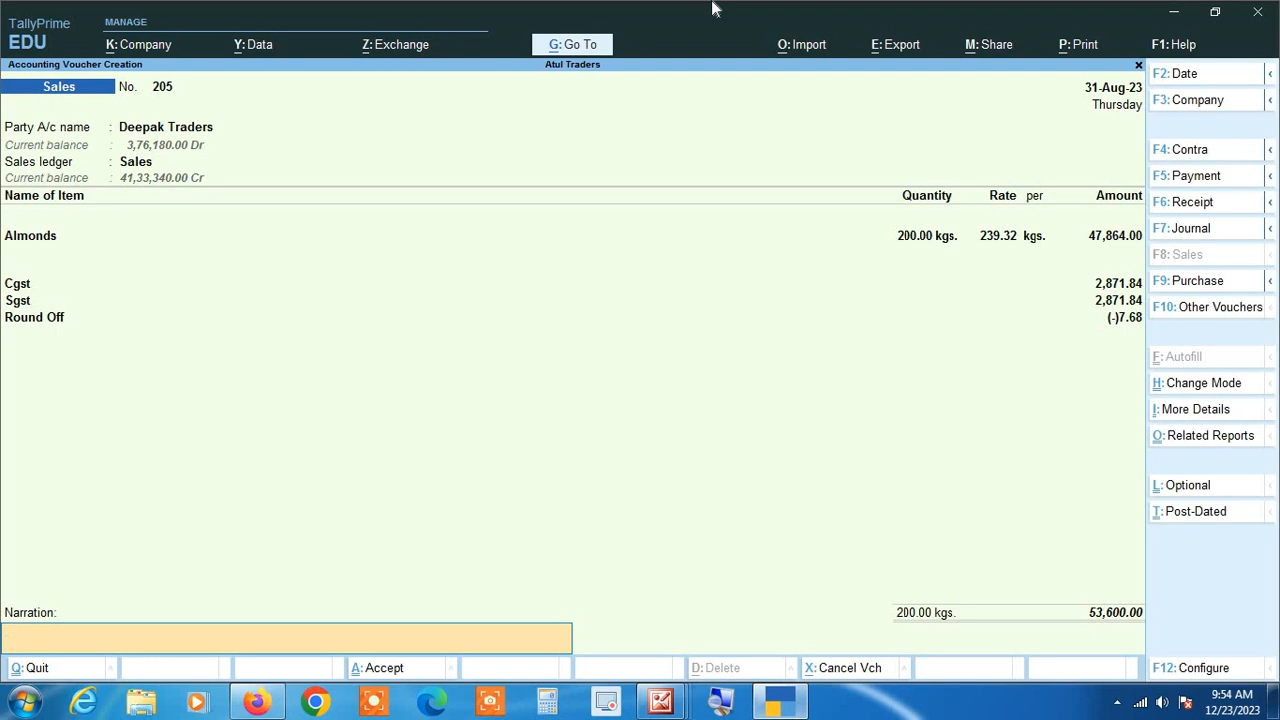 TallyPrime
EDU
MANAGE
K: Company
Y: Data
Z: Exchange
G: Go To
O: Import
E: Export
M: Share
P: Print
F1: Help
Accounting Voucher Creation
Atul Traders
Sales No. 205
31-Aug-23
Thursday
Party A/c name : Deepak Traders
Current balance : 3,76,180.00 Dr
Sales ledger : Sales
Current balance : 41,33,340.00 Cr
Name of Item Quantity Rate per Amount
Almonds 200.00 kgs. 239.32 kgs. 47,864.00
Cgst 2,871.84
Sgst 2,871.84
Round Off (-)7.68
Narration: 200.00 kgs. 53,600.00
F2: Date
F3: Company
F4: Contra
F5: Payment
F6: Receipt
F7: Journal
F8: Sales
F9: Purchase
F10: Other Vouchers
F: Autofill
H: Change Mode
I: More Details
O: Related Reports
L: Optional
T: Post-Dated
Q: Quit
A: Accept
D: Delete
X: Cancel Vch
F12: Configure
9:54 AM
12/23/2023